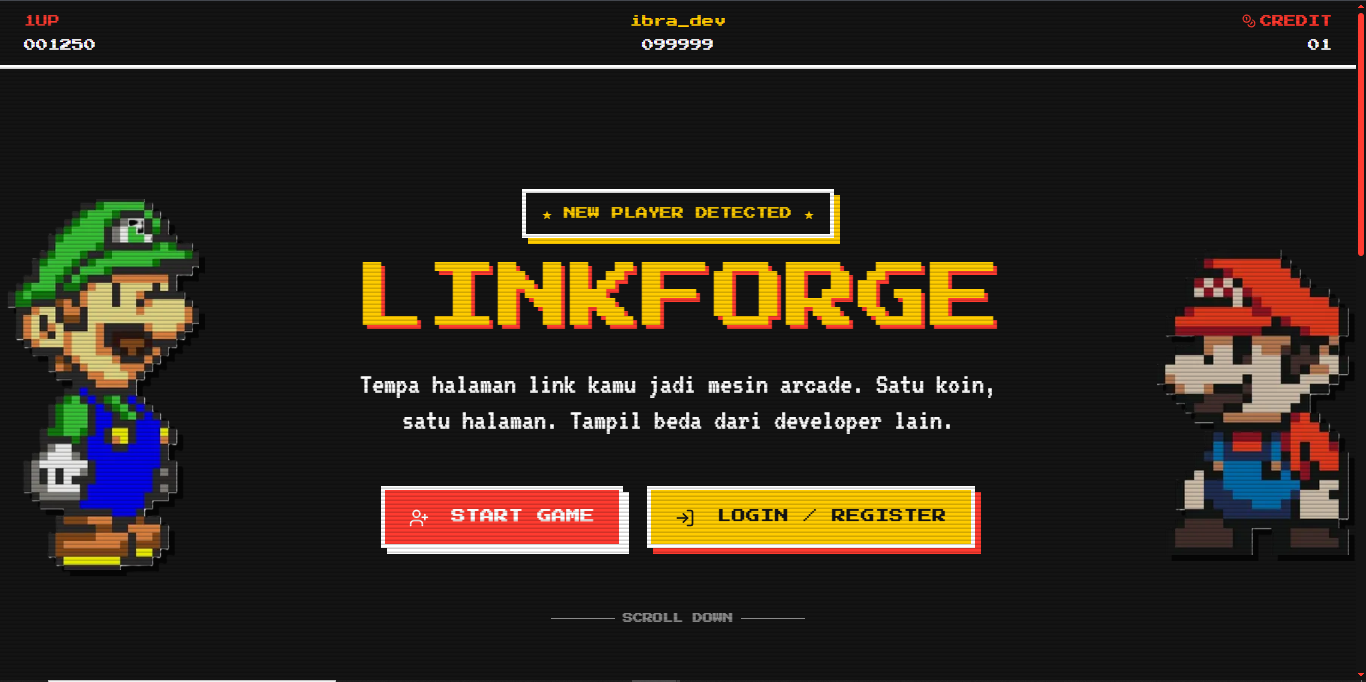 1UP
001250
ibra_dev
099999
CREDIT
01
★ NEW PLAYER DETECTED ★
LINKFORGE
Tempa halaman link kamu jadi mesin arcade. Satu koin,
satu halaman. Tampil beda dari developer lain.
START GAME
LOGIN / REGISTER
SCROLL DOWN